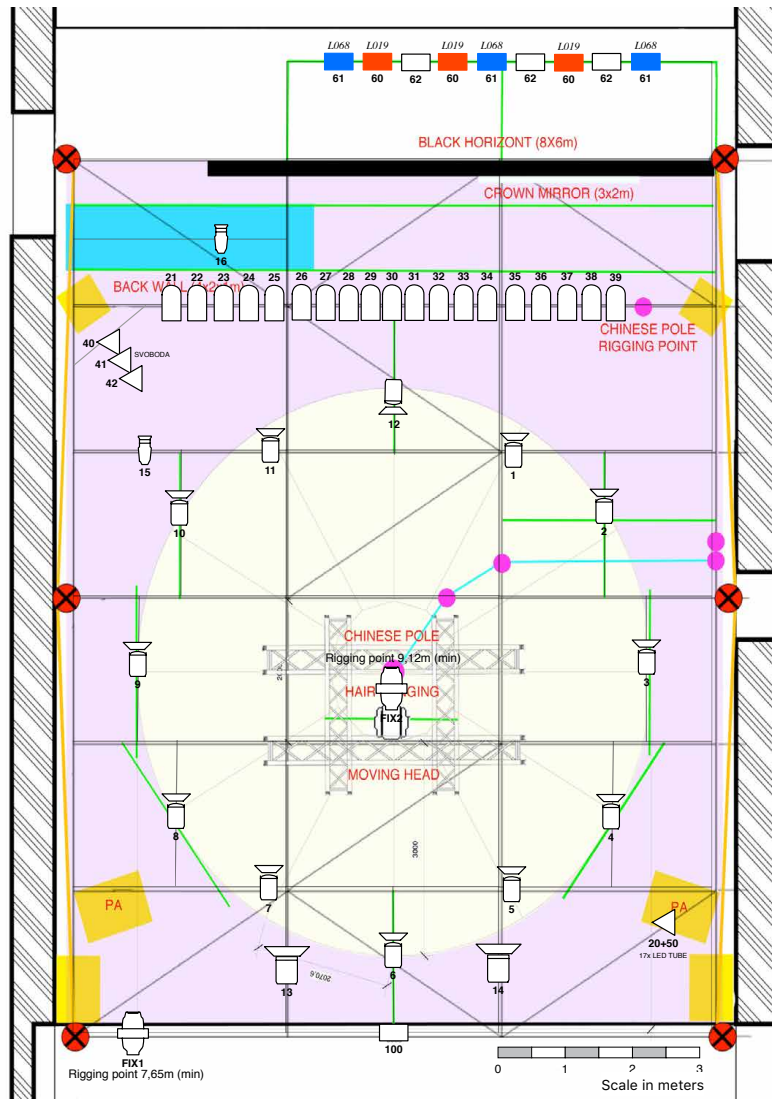 L068 L019 L019 L068 L019 L068
61 60 62 60 61 62 60 62 61
BLACK HORIZONT (8X6m)
CROWN MIRROR (3x2m)
16
BACK
21 22 23 24 25 26 27 28 29 30 31 32 33 34 35 36 37 38 39
CHINESE POLE
RIGGING POINT
40
41 SVOBODA
42
12
15 11 1
10 2
CHINESE POLE
Rigging point 9,12m (min)
9 3
FIX2
MOVING HEAD
8 4
3000
7 5
PA PA
20+50
17x LED TUBE
6
13 14
2070,6
100
FIX1
Rigging point 7,65m (min)
0 1 2 3
Scale in meters